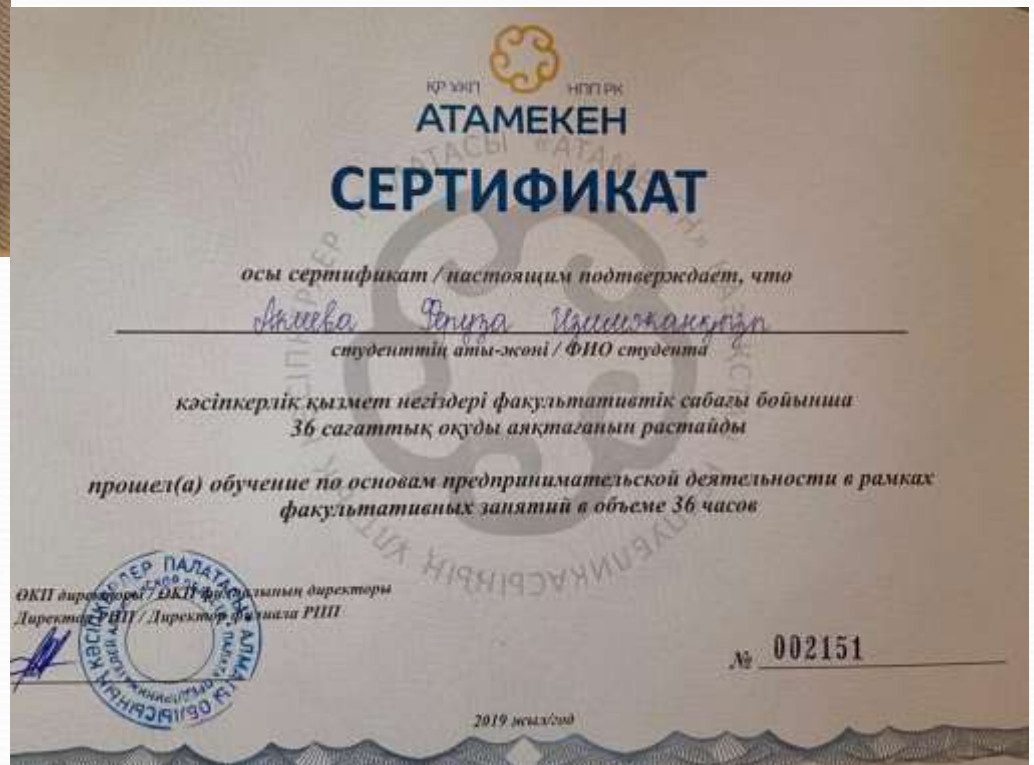 ҚР ҰКП НПП РК
АТАМЕКЕН
СЕРТИФИКАТ
осы сертификат / настоящим подтверждает, что
Акиева Феруза
студенттің аты-жөні / ФИО студента
кәсіпкерлік қызмет негіздері факультативтік сабағы бойынша
36 сағаттық оқуды аяқтағанын растайды
прошел(а) обучение по основам предпринимательской деятельности в рамках
факультативных занятий в объеме 36 часов
ӨКП директоры / ӨКП филиалының директоры
Директор РПП / Директор филиала РПП
№ 002151
2019 жыл/год